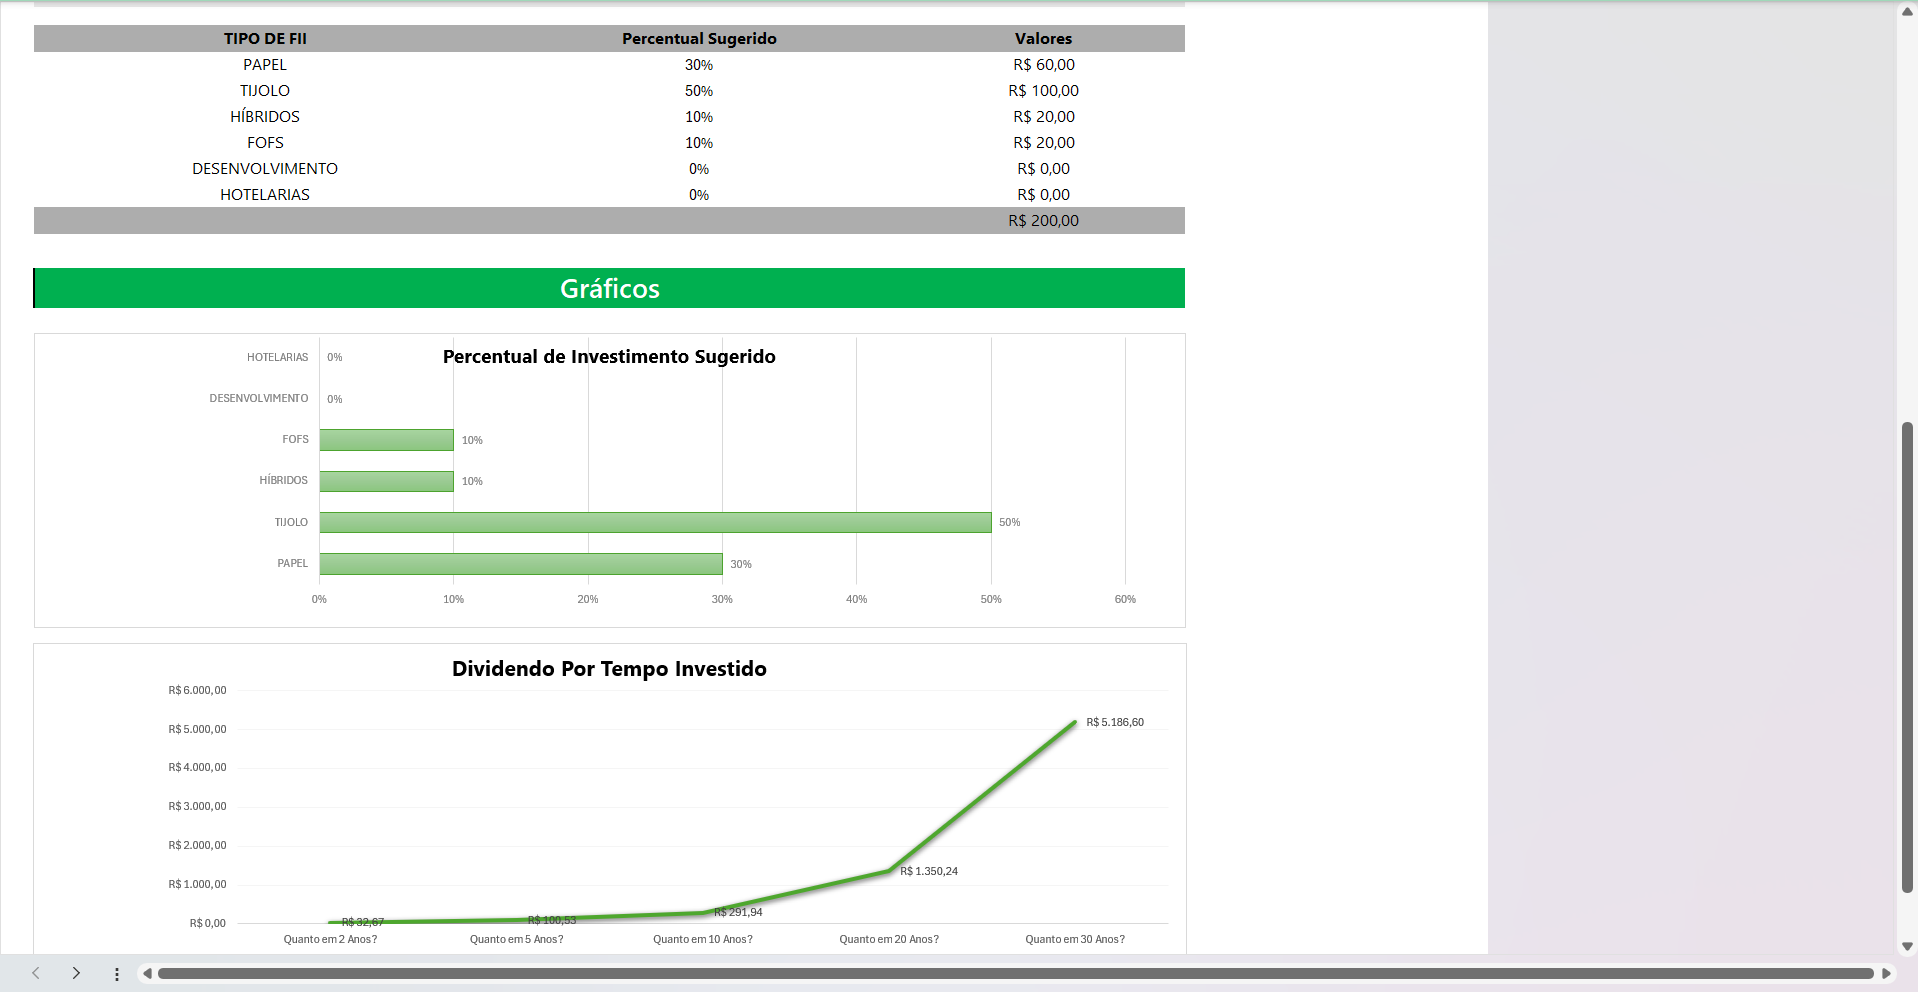 TIPO DE FII Percentual Sugerido Valores
PAPEL 30% R$ 60,00
TIJOLO 50% R$ 100,00
HÍBRIDOS 10% R$ 20,00
FOFS 10% R$ 20,00
DESENVOLVIMENTO 0% R$ 0,00
HOTELARIAS 0% R$ 0,00
R$ 200,00
Gráficos
Percentual de Investimento Sugerido
HOTELARIAS 0%
DESENVOLVIMENTO 0%
FOFS 10%
HÍBRIDOS 10%
TIJOLO 50%
PAPEL 30%
0% 10% 20% 30% 40% 50% 60%
Dividendo Por Tempo Investido
R$ 6.000,00
R$ 5.000,00
R$ 4.000,00
R$ 3.000,00
R$ 2.000,00
R$ 1.000,00
R$ 0,00
R$ 32,67
R$ 100,53
R$ 291,94
R$ 1.350,24
R$ 5.186,60
Quanto em 2 Anos? Quanto em 5 Anos? Quanto em 10 Anos? Quanto em 20 Anos? Quanto em 30 Anos?